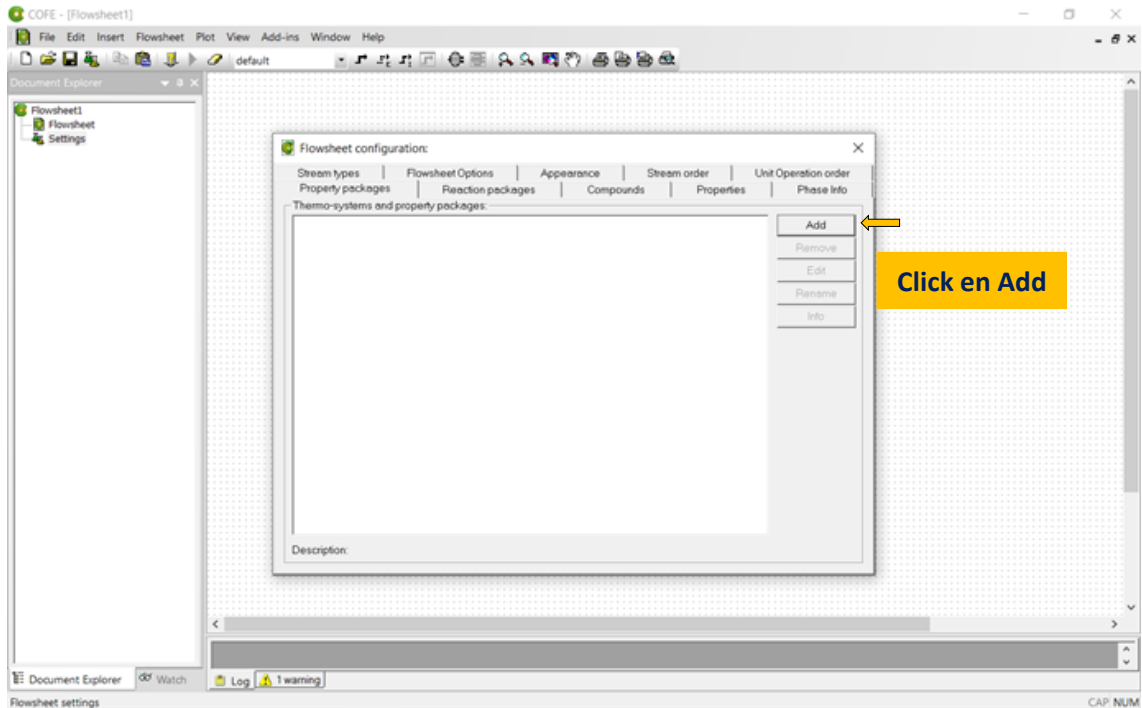 COFE - [Flowsheet1]
File Edit Insert Flowsheet Plot View Add-ins Window Help
default
Document Explorer
Flowsheet1
Flowsheet
Settings
Flowsheet configuration:
Stream types Flowsheet Options Appearance Stream order Unit Operation order
Property packages Reaction packages Compounds Properties Phase Info
Thermo-systems and property packages:
Add
Remove
Edit
Rename
Info
Click en Add
Description:
Document Explorer Watch
Log 1 warning
Flowsheet settings
CAP NUM